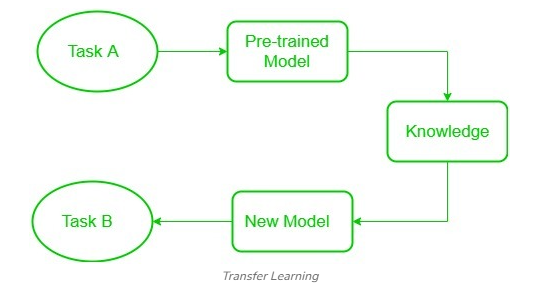 Task A
Pre-trained
Model
Knowledge
Task B
New Model
Transfer Learning